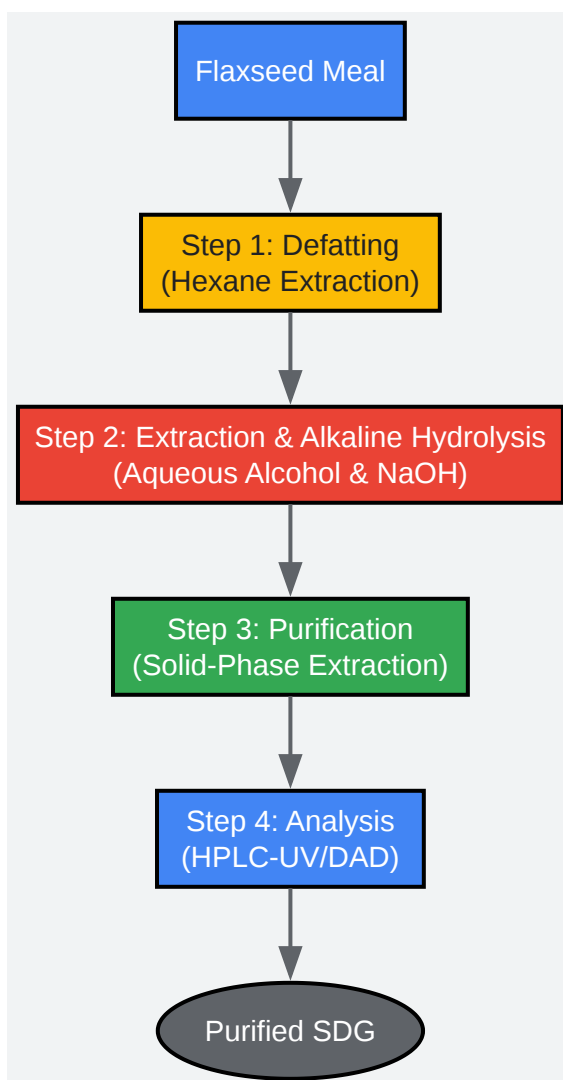 Flaxseed Meal
Step 1: Defatting
(Hexane Extraction)
Step 2: Extraction & Alkaline Hydrolysis
(Aqueous Alcohol & NaOH)
Step 3: Purification
(Solid-Phase Extraction)
Step 4: Analysis
(HPLC-UV/DAD)
Purified SDG